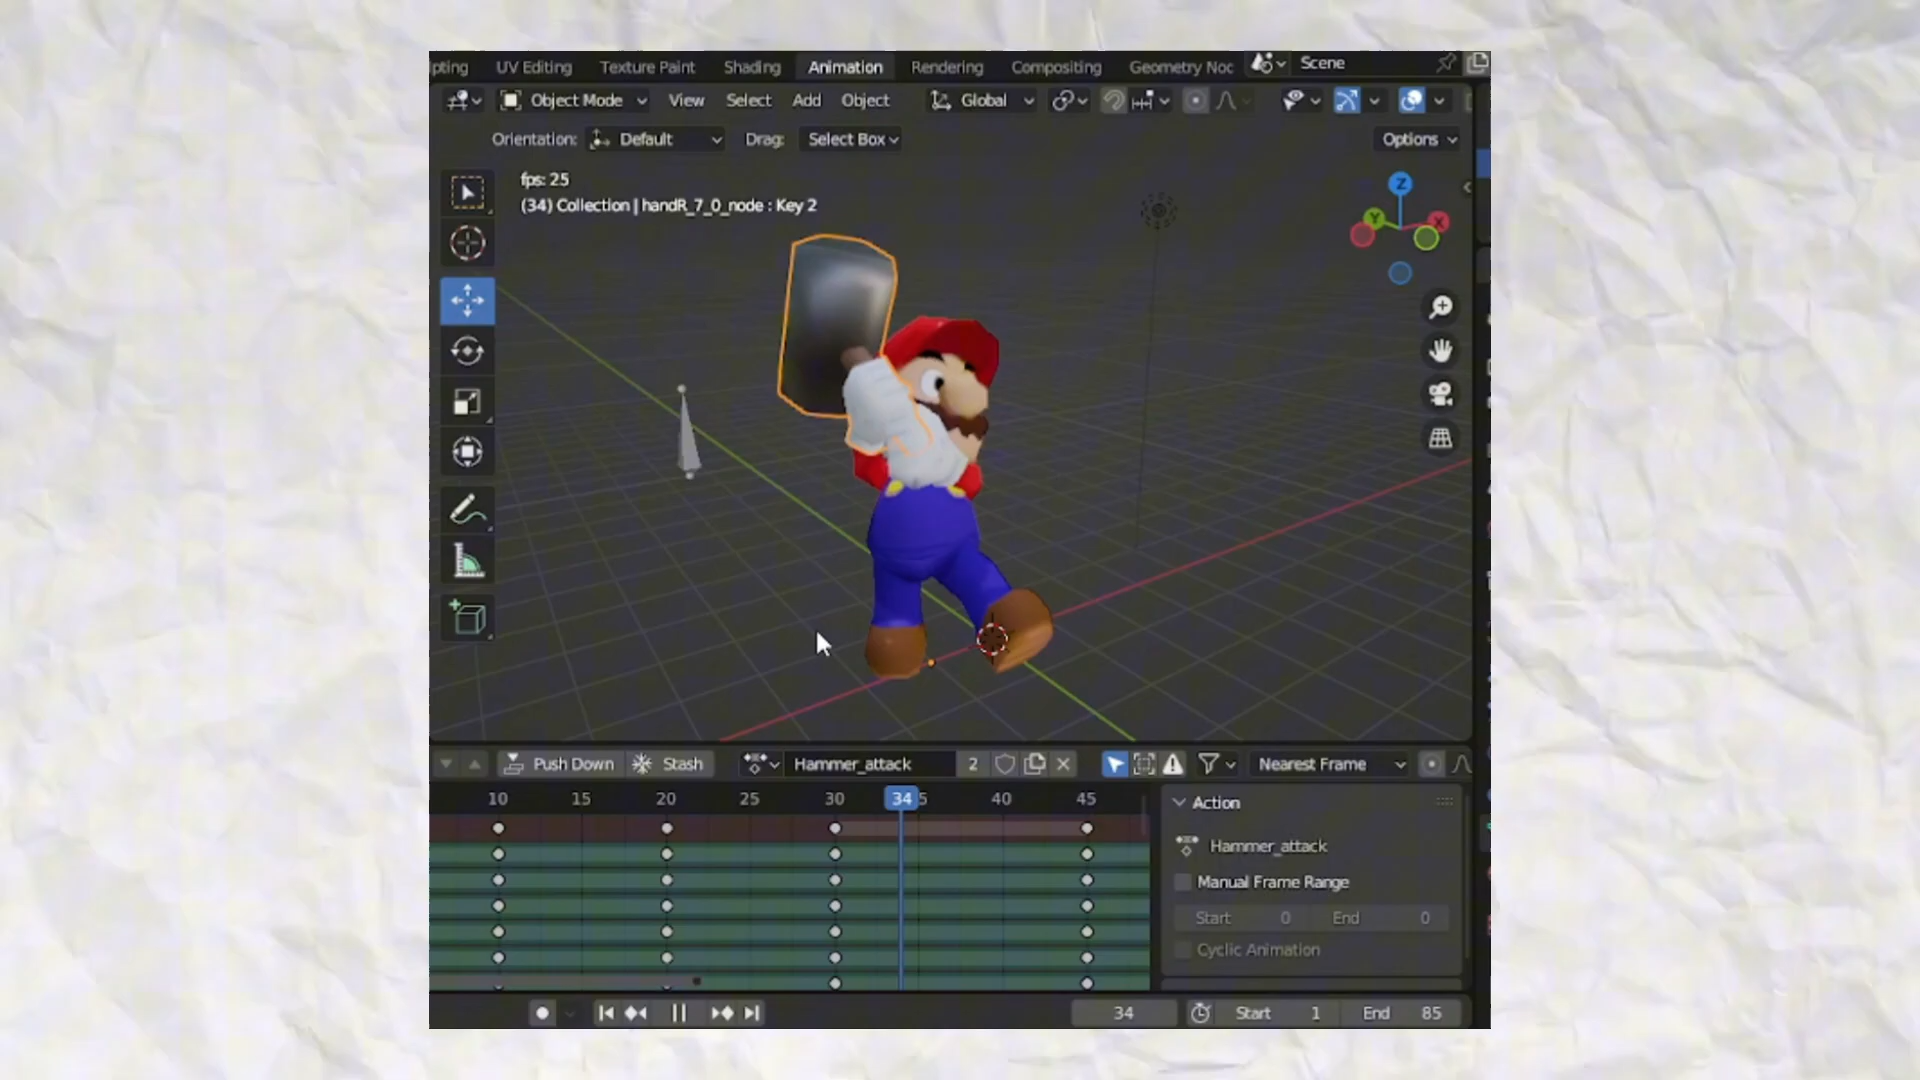 pting UV Editing Texture Paint Shading Animation Rendering Compositing Geometry Noc Scene
Object Mode View Select Add Object Global
Orientation: Default Drag: Select Box Options
fps: 25
(34) Collection | handR_7_0_node : Key 2
Z
Y
X
Push Down Stash Hammer_attack 2 Nearest Frame
10 15 20 25 30 34 5 40 45
Action
Hammer_attack
Manual Frame Range
Start 0 End 0
Cyclic Animation
34 Start 1 End 85